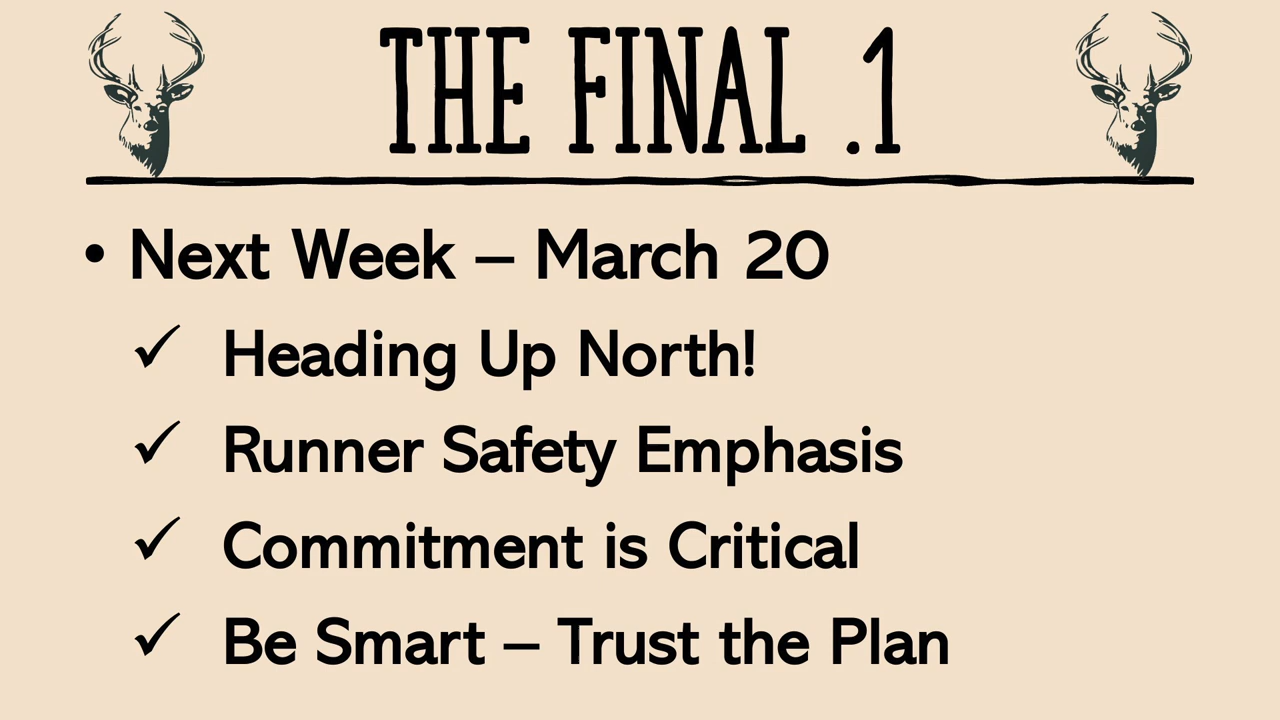 THE FINAL .1
• Next Week – March 20
✓ Heading Up North!
✓ Runner Safety Emphasis
✓ Commitment is Critical
✓ Be Smart – Trust the Plan